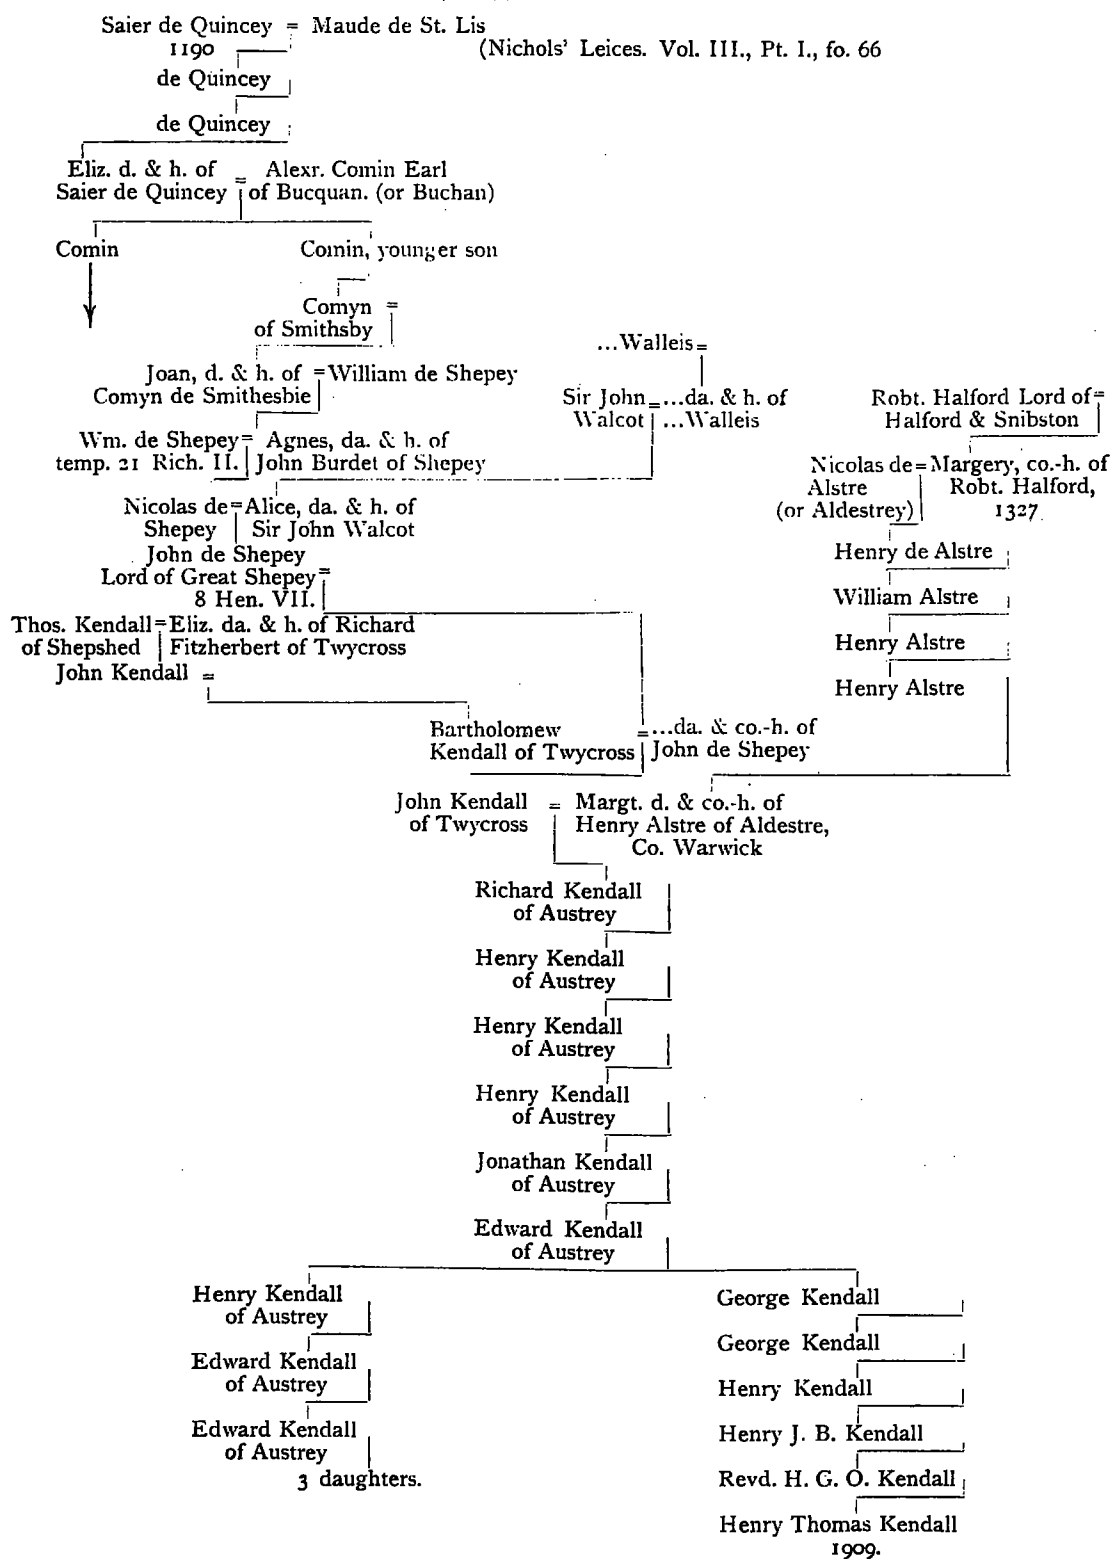 Saier de Quincey = Maude de St. Lis
1190
(Nichols' Leices. Vol. III., Pt. I., fo. 66
de Quincey
de Quincey
Eliz. d. & h. of = Alexr. Comin Earl
Saier de Quincey of Bucquan. (or Buchan)
Comin
Comin, younger son
Comyn =
of Smithsby
...Walleis=
Joan, d. & h. of =William de Shepey
Comyn de Smithesbie
Sir John=...da. & h. of
Walcot ...Walleis
Robt. Halford Lord of=
Halford & Snibston
Wm. de Shepey= Agnes, da. & h. of
temp. 21 Rich. II. John Burdet of Shepey
Nicolas de=Margery, co.-h. of
Alstre Robt. Halford,
(or Aldestrey) 1327
Nicolas de=Alice, da. & h. of
Shepey Sir John Walcot
John de Shepey
Lord of Great Shepey=
8 Hen. VII.
Henry de Alstre
William Alstre
Henry Alstre
Henry Alstre
Thos. Kendall=Eliz. da. & h. of Richard
of Shepshed Fitzherbert of Twycross
John Kendall =
Bartholomew =...da. & co.-h. of
Kendall of Twycross John de Shepey
John Kendall = Margt. d. & co.-h. of
of Twycross Henry Alstre of Aldestre,
Co. Warwick
Richard Kendall
of Austrey
Henry Kendall
of Austrey
Henry Kendall
of Austrey
Henry Kendall
of Austrey
Jonathan Kendall
of Austrey
Edward Kendall
of Austrey
Henry Kendall
of Austrey
Edward Kendall
of Austrey
Edward Kendall
of Austrey
3 daughters.
George Kendall
George Kendall
Henry Kendall
Henry J. B. Kendall
Revd. H. G. O. Kendall
Henry Thomas Kendall
1909.